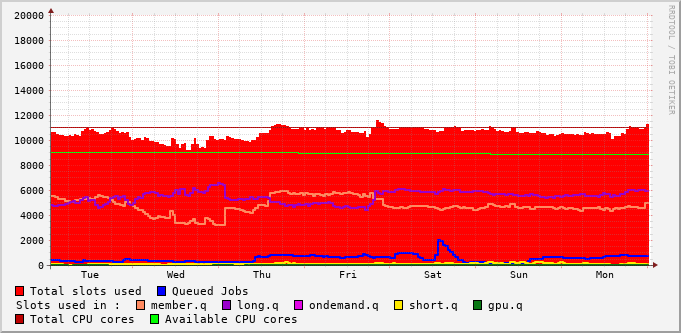 RRDTOOL / TOBI OETIKER
20000
18000
16000
14000
12000
10000
8000
6000
4000
2000
0
Tue Wed Thu Fri Sat Sun Mon
Total slots used Queued Jobs
Slots used in : member.q long.q ondemand.q short.q gpu.q
Total CPU cores Available CPU cores